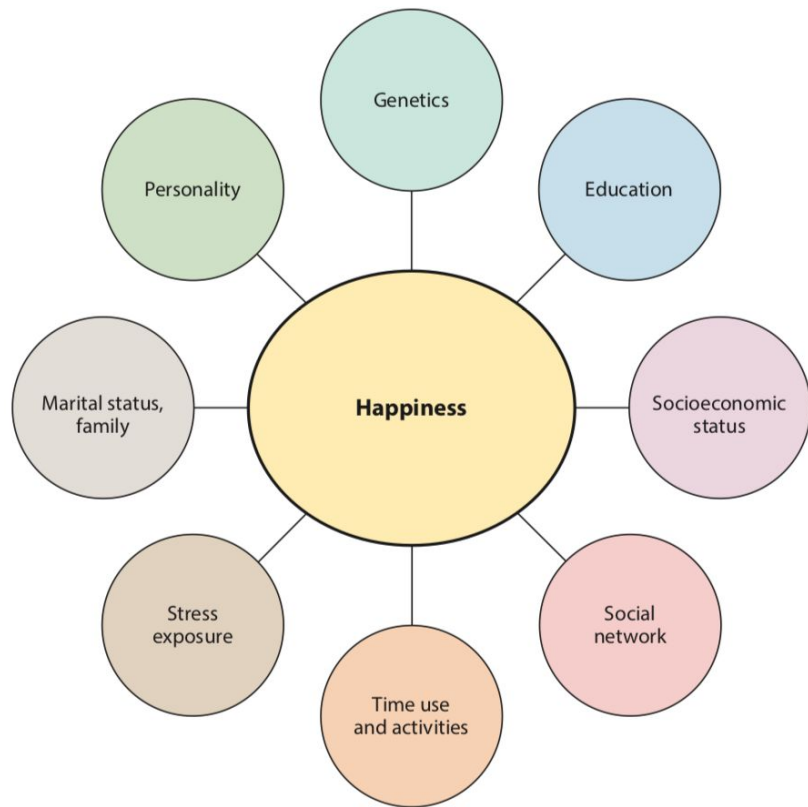 Genetics
Education
Socioeconomic
status
Social
network
Time use
and activities
Stress
exposure
Marital status,
family
Personality
Happiness